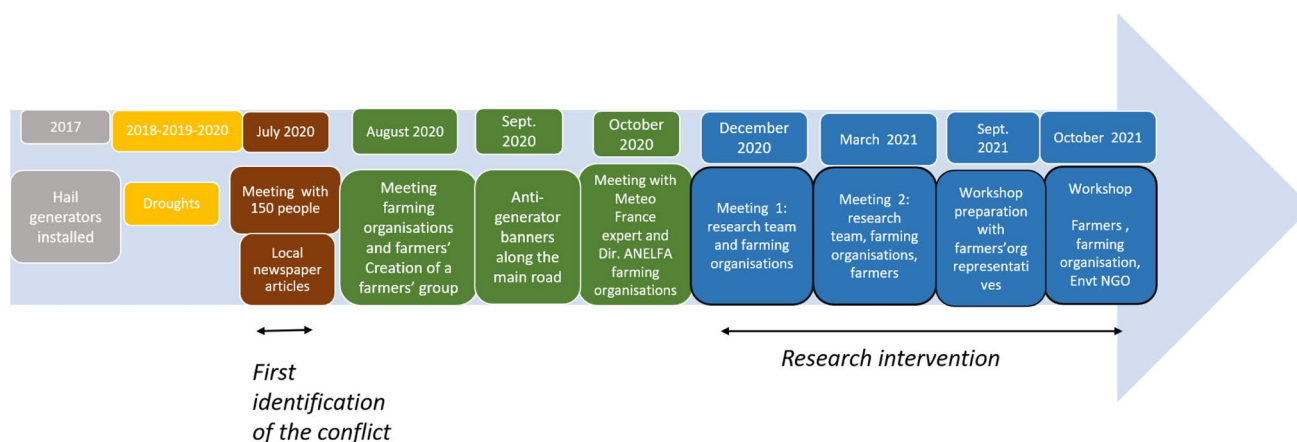 2017
2018-2019-2020
July 2020
August 2020
Sept.
2020
October
2020
December
2020
March 2021
Sept.
2021
October 2021
Hail
generators
installed
Droughts
Meeting with
150 people
Local
newspaper
articles
Meeting
farming
organisations
and farmers'
Creation of a
farmers' group
Anti-
generator
banners
along the
main road
Meeting with
Meteo
France
expert and
Dir. ANELFA
farming
organisations
Meeting 1:
research team
and farming
organisations
Meeting 2:
research
team, farming
organisations,
farmers
Workshop
preparation
with
farmers'org
representati
ves
Workshop
Farmers ,
farming
organisation,
Envt NGO
First
identification
of the conflict
Research intervention